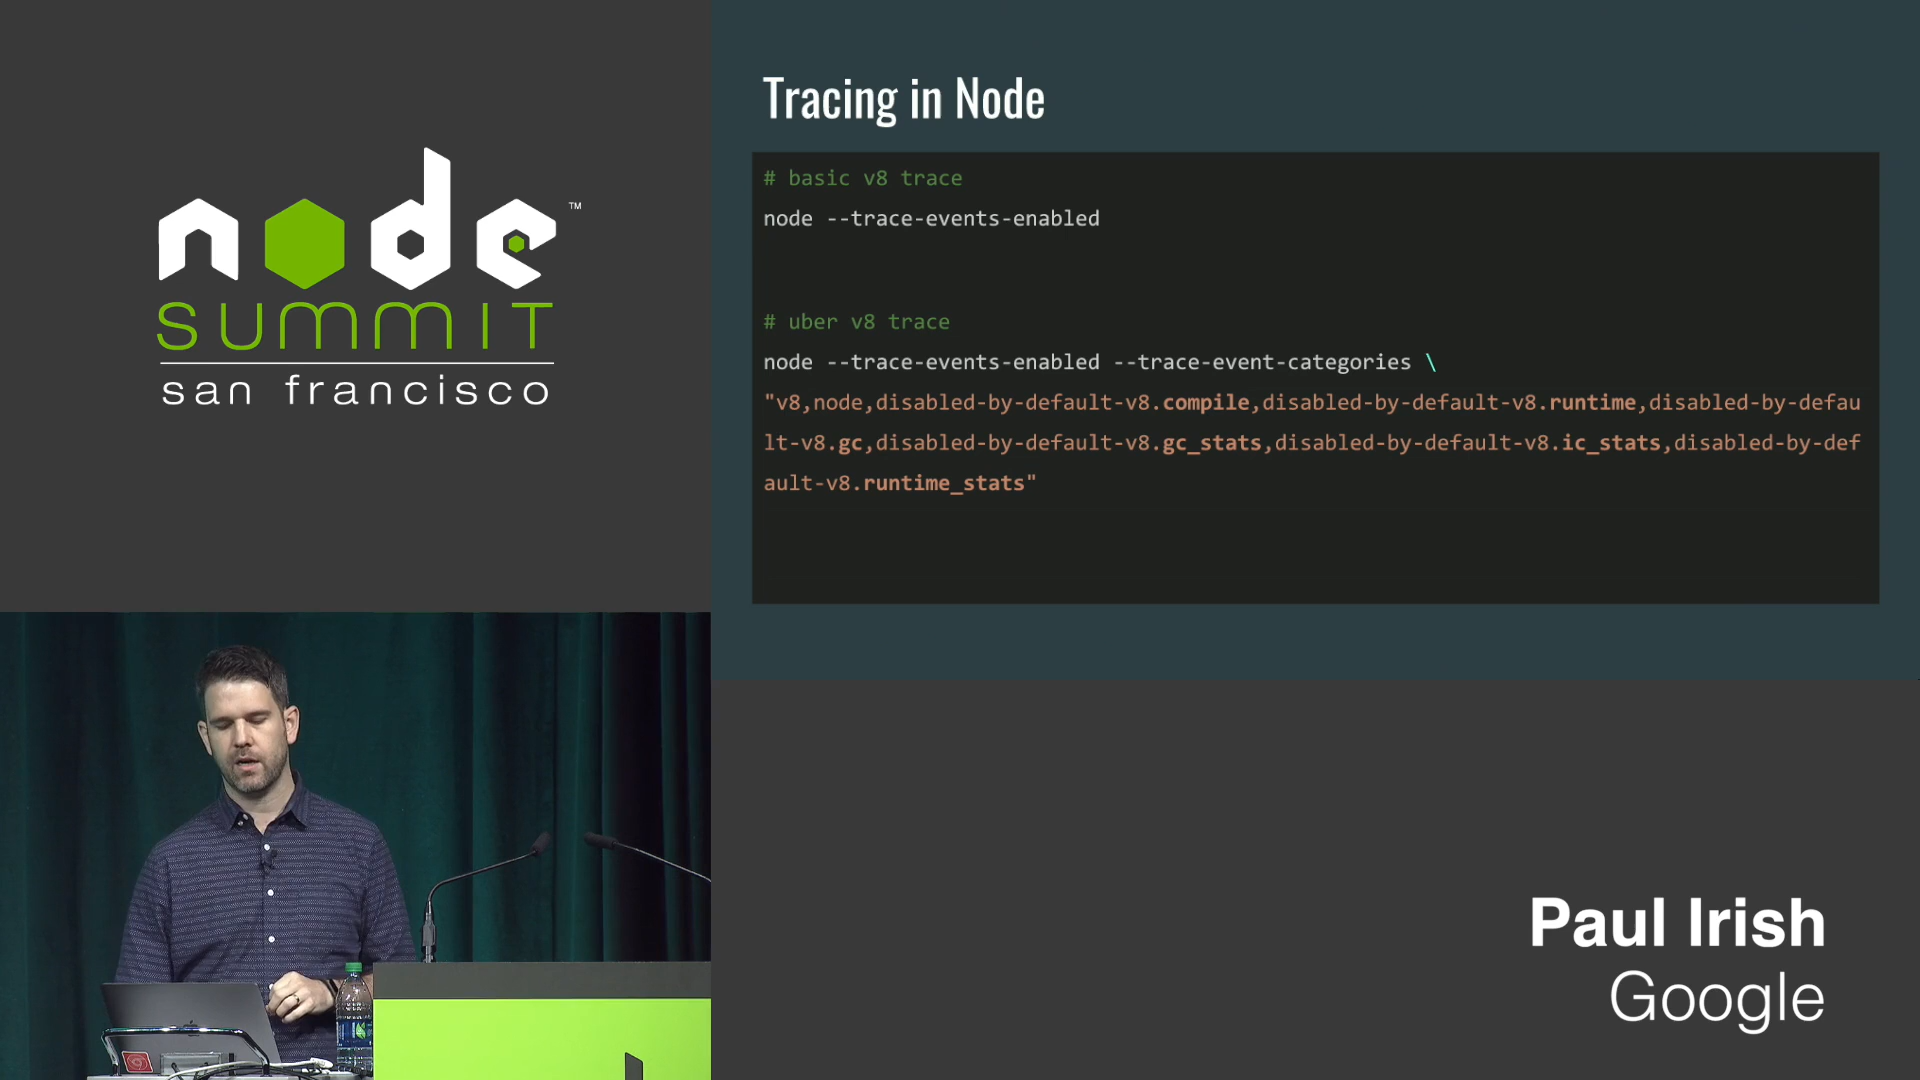 node™
SUMMIT
san francisco
Tracing in Node
# basic v8 trace
node --trace-events-enabled
# uber v8 trace
node --trace-events-enabled --trace-event-categories \
"v8,node,disabled-by-default-v8.compile,disabled-by-default-v8.runtime,disabled-by-defau
lt-v8.gc,disabled-by-default-v8.gc_stats,disabled-by-default-v8.ic_stats,disabled-by-def
ault-v8.runtime_stats"
Paul Irish
Google